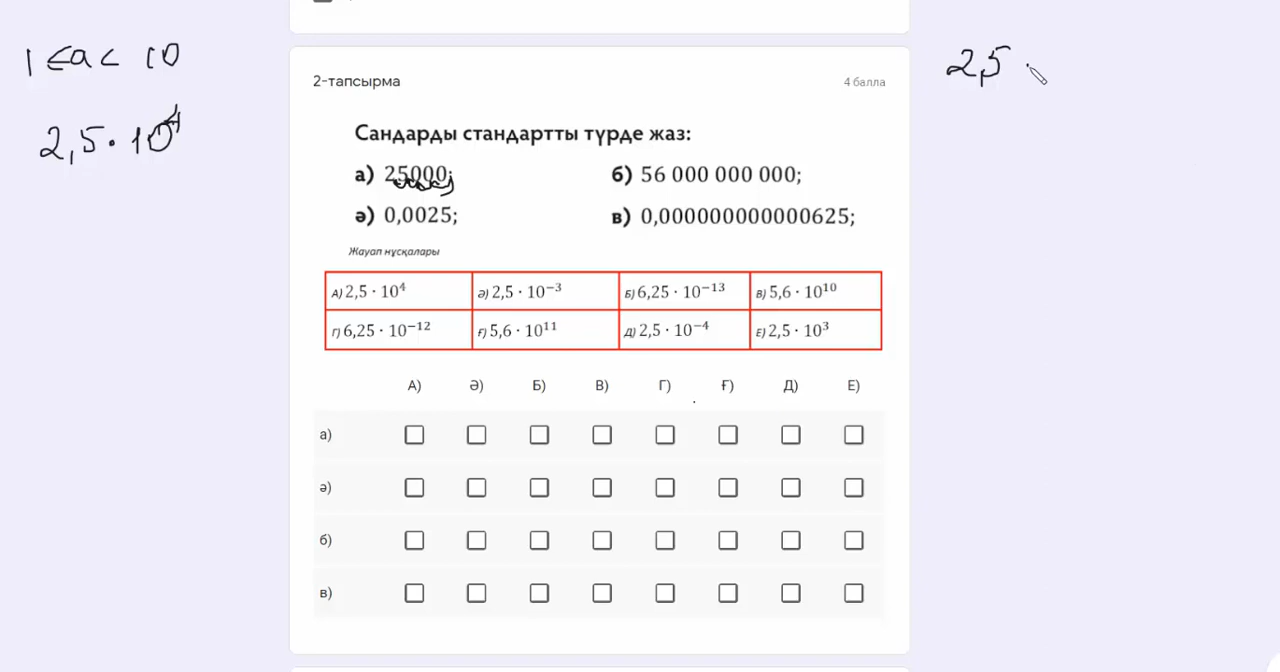 1 ≤ a < 10
2,5 · 10⁴
2,5 ·
2-тапсырма
4 балла
Сандарды стандартты түрде жаз:
а) 25000;
б) 56 000 000 000;
ә) 0,0025;
в) 0,000000000000625;
Жауап нұсқалары
А) 2,5 · 10⁴
Ә) 2,5 · 10⁻³
Б) 6,25 · 10⁻¹³
В) 5,6 · 10¹⁰
Г) 6,25 · 10⁻¹²
Ғ) 5,6 · 10¹¹
Д) 2,5 · 10⁻⁴
Е) 2,5 · 10³
А) Ә) Б) В) Г) Ғ) Д) Е)
а)
ә)
б)
в)